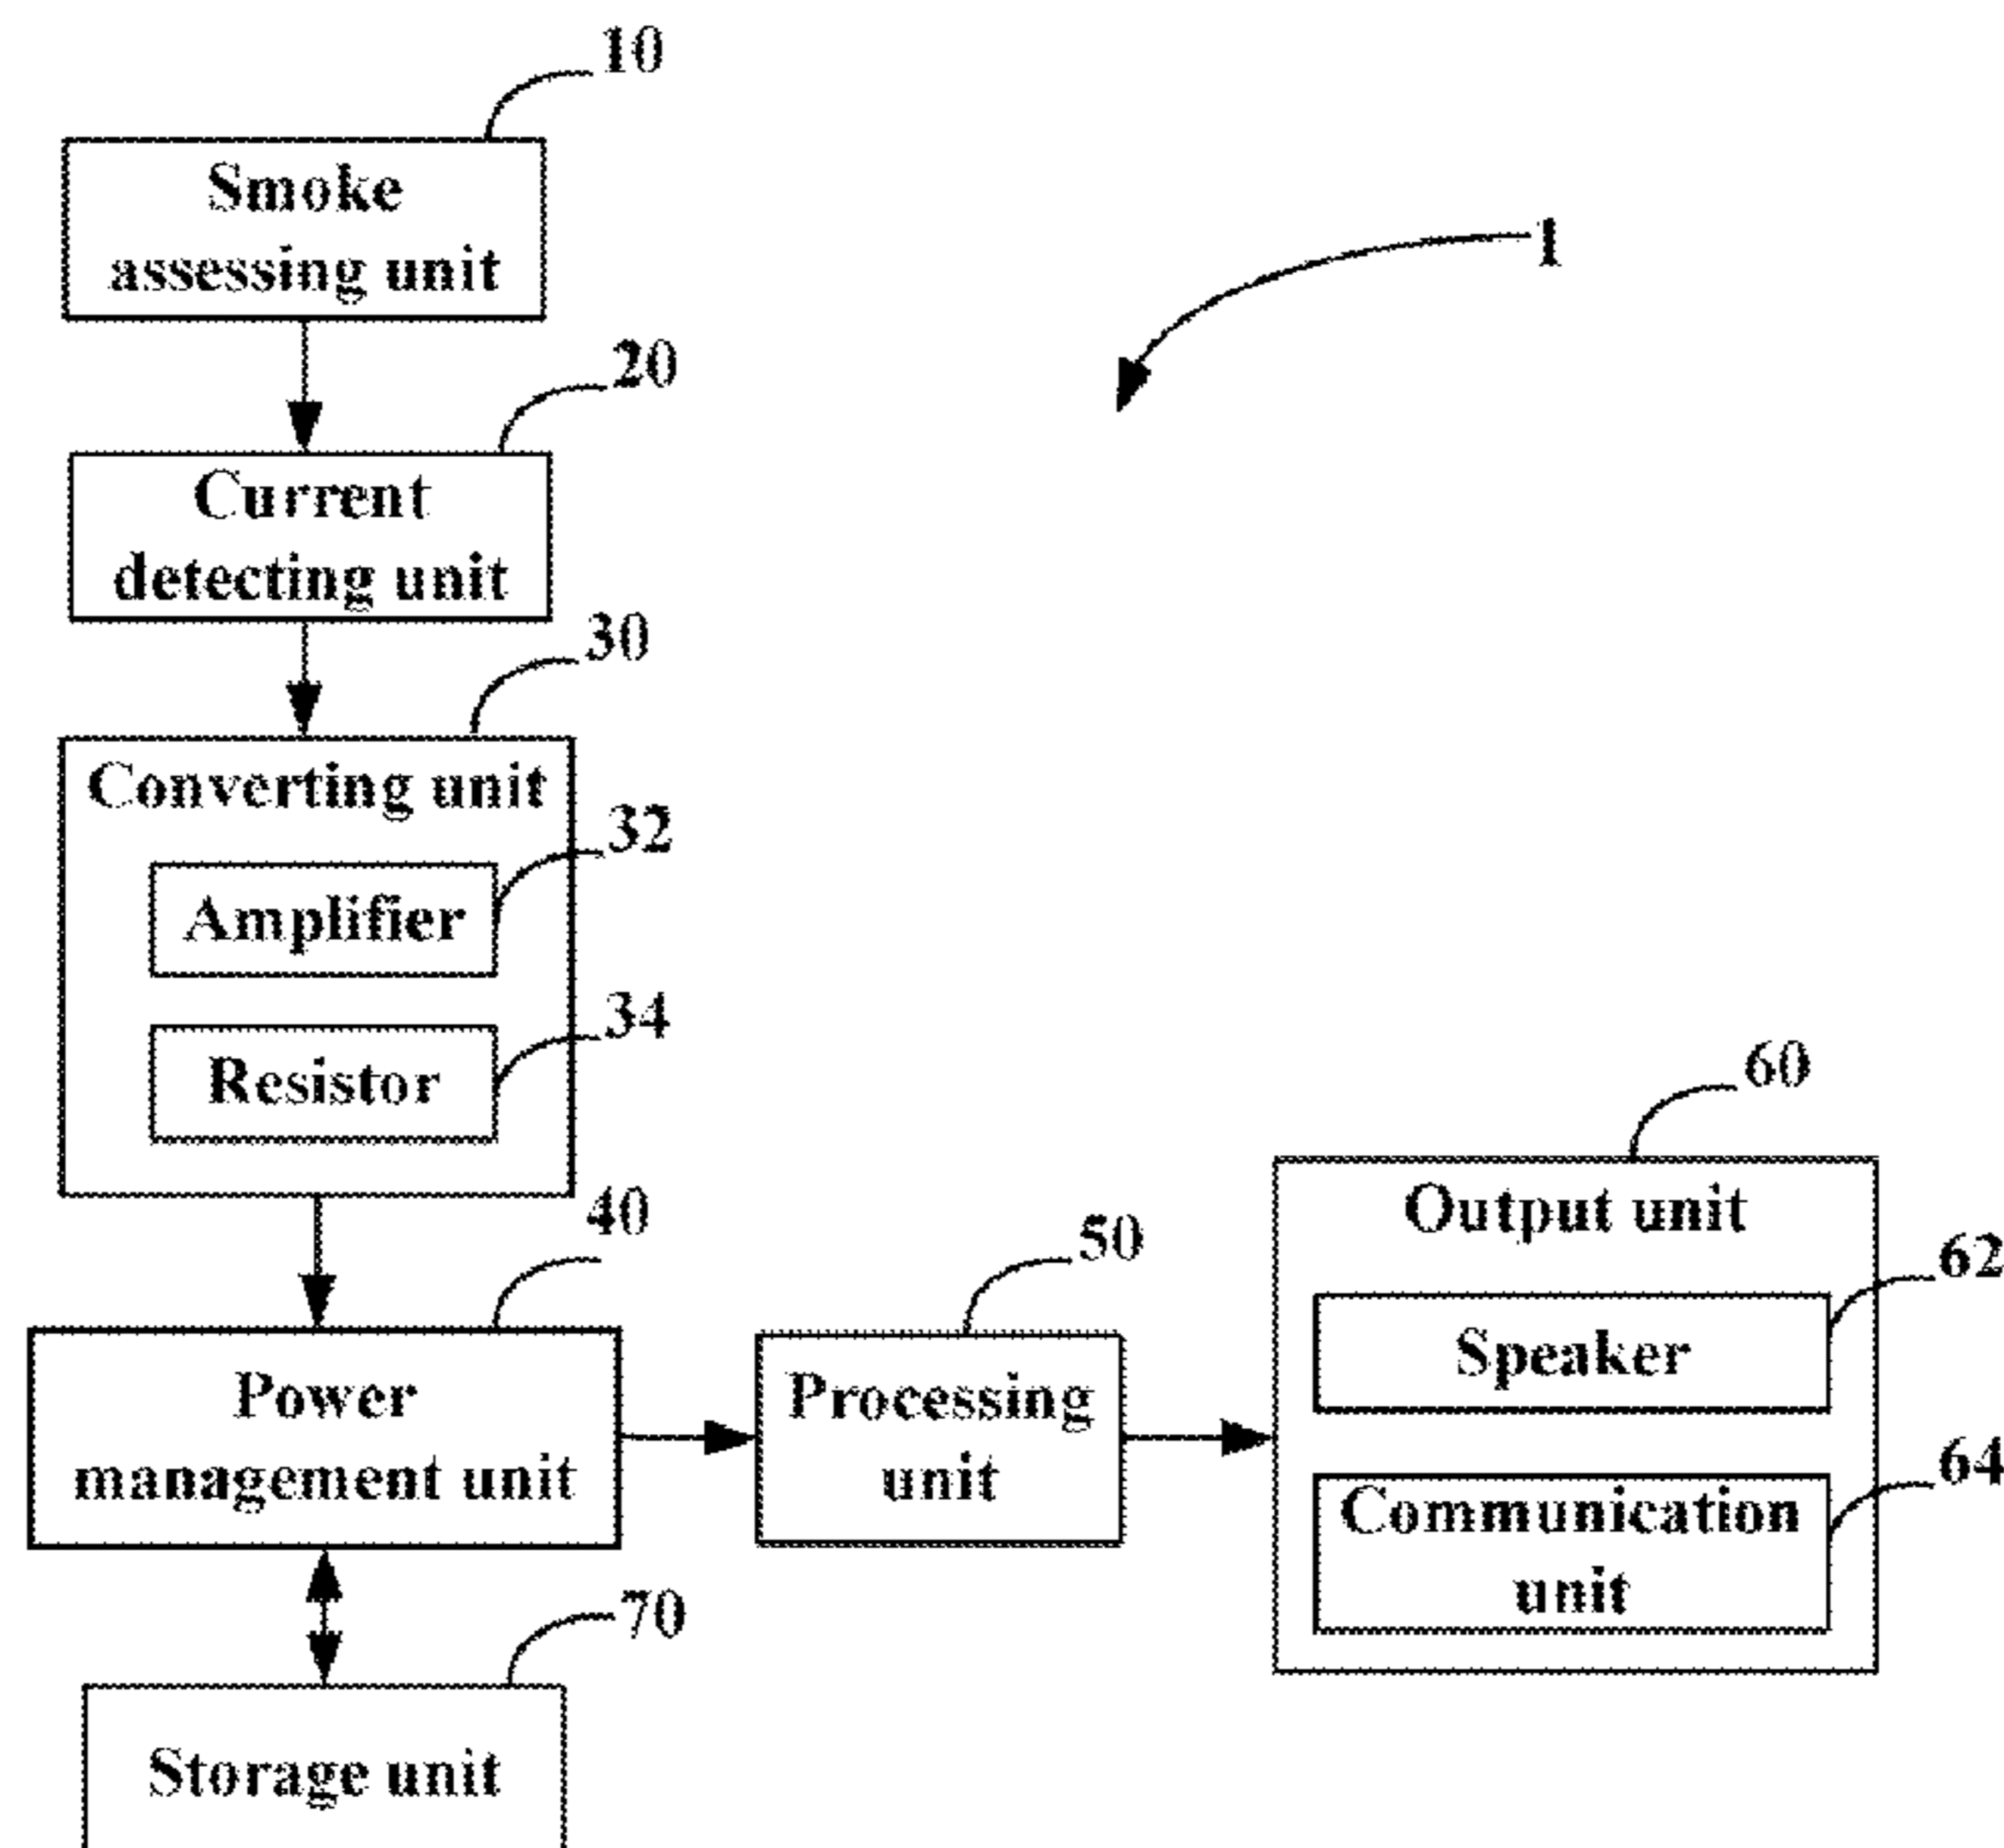 10
Smoke
assessing unit
1
20
Current
detecting unit
30
Converting unit
32
Amplifier
34
Resistor
40
Power
management unit
50
Processing
unit
60
Output unit
62
Speaker
64
Communication
unit
70
Storage unit